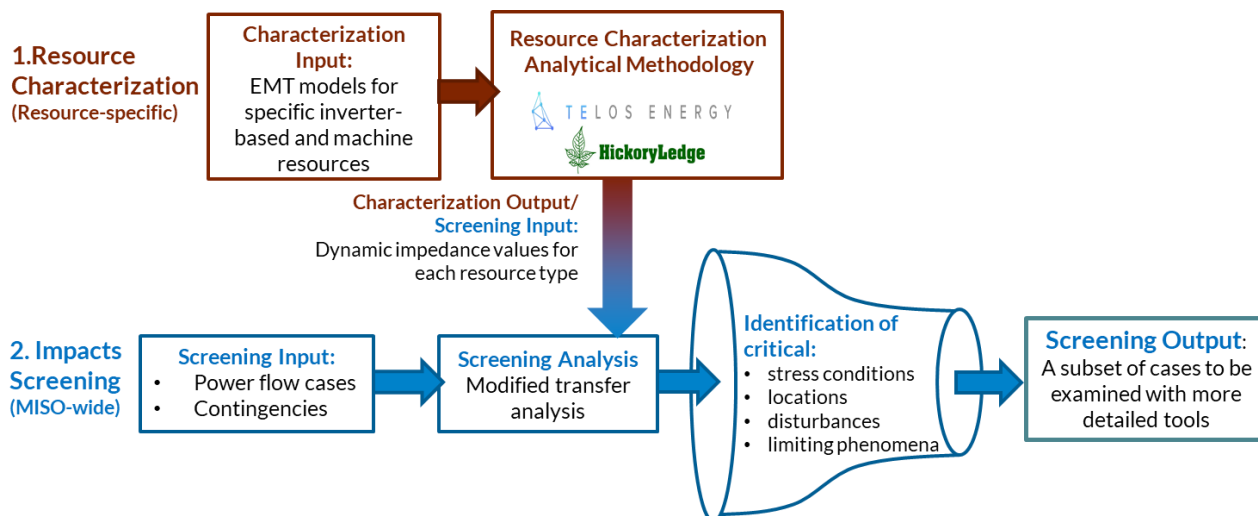 1.Resource
Characterization
(Resource-specific)
Characterization
Input:
EMT models for
specific inverter-
based and machine
resources
Resource Characterization
Analytical Methodology
TELOS ENERGY
HickoryLedge
Characterization Output/
Screening Input:
Dynamic impedance values for
each resource type
2. Impacts
Screening
(MISO-wide)
Screening Input:
• Power flow cases
• Contingencies
Screening Analysis
Modified transfer
analysis
Identification of
critical:
• stress conditions
• locations
• disturbances
• limiting phenomena
Screening Output:
A subset of cases to be
examined with more
detailed tools